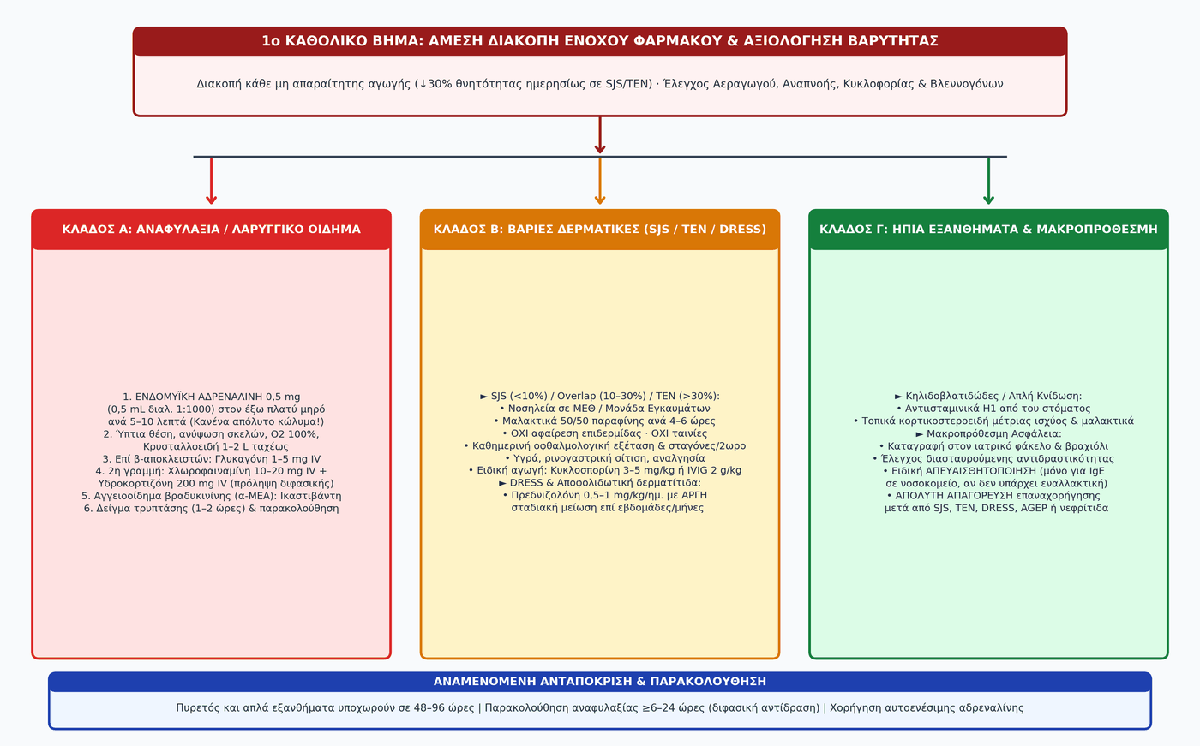 1ο ΚΑΘΟΛΙΚΟ ΒΗΜΑ: ΑΜΕΣΗ ΔΙΑΚΟΠΗ ΕΝΟΧΟΥ ΦΑΡΜΑΚΟΥ & ΑΞΙΟΛΟΓΗΣΗ ΒΑΡΥΤΗΤΑΣ
Διακοπή κάθε μη απαραίτητης αγωγής (↓30% θνητότητας ημερησίως σε SJS/TEN) · Έλεγχος Αεραγωγού, Αναπνοής, Κυκλοφορίας & Βλεννογόνων
ΚΛΑΔΟΣ Α: ΑΝΑΦΥΛΑΞΙΑ / ΛΑΡΥΓΓΙΚΟ ΟΙΔΗΜΑ
1. ΕΝΔΟΜΥΪΚΗ ΑΔΡΕΝΑΛΙΝΗ 0,5 mg
(0,5 mL διαλ. 1:1000) στον έξω πλατύ μηρό
ανά 5–10 λεπτά (Κανένα απόλυτο κώλυμα!)
2. Ύπτια θέση, ανύψωση σκελών, O2 100%,
Κρυσταλλοειδή 1–2 L ταχέως
3. Επί β-αποκλειστών: Γλυκαγόνη 1–5 mg IV
4. 2η γραμμή: Χλωροφαιναμίνη 10–20 mg IV +
Υδροκορτιζόνη 200 mg IV (πρόληψη διφασικής)
5. Αγγειοοίδημα βραδυκινίνης (α-ΜΕΑ): Ικατιβάντη
6. Δείγμα τρυπτάσης (1–2 ώρες) & παρακολούθηση
ΚΛΑΔΟΣ Β: ΒΑΡΙΕΣ ΔΕΡΜΑΤΙΚΕΣ (SJS / TEN / DRESS)
► SJS (<10%) / Overlap (10–30%) / TEN (>30%):
• Νοσηλεία σε ΜΕΘ / Μονάδα Εγκαυμάτων
• Μαλακτικά 50/50 παραφίνης ανά 4–6 ώρες
• ΟΧΙ αφαίρεση επιδερμίδας · ΟΧΙ ταινίες
• Καθημερινή οφθαλμολογική εξέταση & σταγόνες/2ωρο
• Υγρά, ρινογαστρική σίτιση, αναλγησία
• Ειδική αγωγή: Κυκλοσπορίνη 3–5 mg/kg ή IVIG 2 g/kg
► DRESS & Αποφολιδωτική δερματίτιδα:
• Πρεδνιζολόνη 0,5–1 mg/kg/ημ. με ΑΡΓΗ
σταδιακή μείωση επί εβδομάδες/μήνες
ΚΛΑΔΟΣ Γ: ΗΠΙΑ ΕΞΑΝΘΗΜΑΤΑ & ΜΑΚΡΟΠΡΟΘΕΣΜΗ
► Κηλιδοβλατιδώδες / Απλή Κνίδωση:
• Αντιισταμινικά H1 από του στόματος
• Τοπικά κορτικοστεροειδή μέτριας ισχύος & μαλακτικά
► Μακροπρόθεσμη Ασφάλεια:
• Καταγραφή στον ιατρικό φάκελο & βραχιόλι
• Έλεγχος διασταυρούμενης αντιδραστικότητας
• Ειδική ΑΠΕΥΑΙΣΘΗΤΟΠΟΙΗΣΗ (μόνο για IgE
σε νοσοκομείο, αν δεν υπάρχει εναλλακτική)
• ΑΠΟΛΥΤΗ ΑΠΑΓΟΡΕΥΣΗ επαναχορήγησης
μετά από SJS, TEN, DRESS, AGEP ή νεφρίτιδα
ΑΝΑΜΕΝΟΜΕΝΗ ΑΝΤΑΠΟΚΡΙΣΗ & ΠΑΡΑΚΟΛΟΥΘΗΣΗ
Πυρετός και απλά εξανθήματα υποχωρούν σε 48–96 ώρες | Παρακολούθηση αναφυλαξίας ≥6–24 ώρες (διφασική αντίδραση) | Χορήγηση αυτοενέσιμης αδρεναλίνης